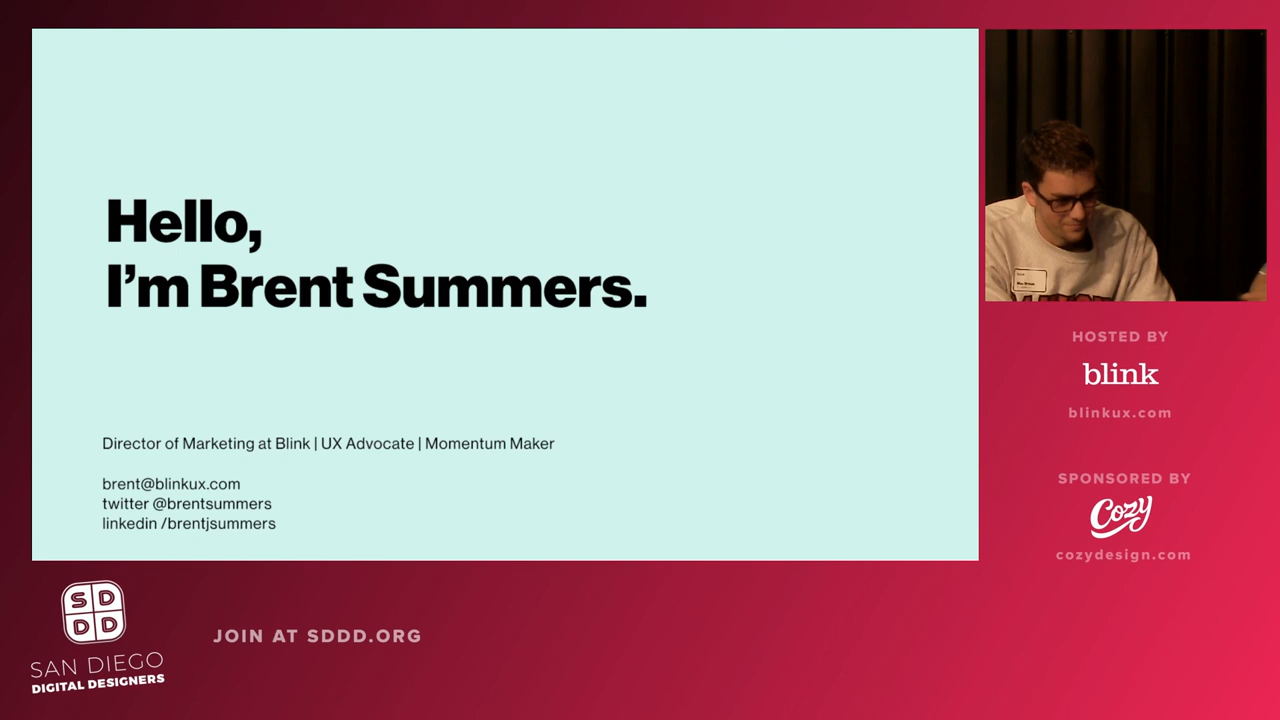 Hello,
I’m Brent Summers.
Director of Marketing at Blink | UX Advocate | Momentum Maker
brent@blinkux.com
twitter @brentsummers
linkedin /brentjsummers
HOSTED BY
blink
blinkux.com
SPONSORED BY
Cozy
cozydesign.com
SD
DD
SAN DIEGO
DIGITAL DESIGNERS
JOIN AT SDDD.ORG